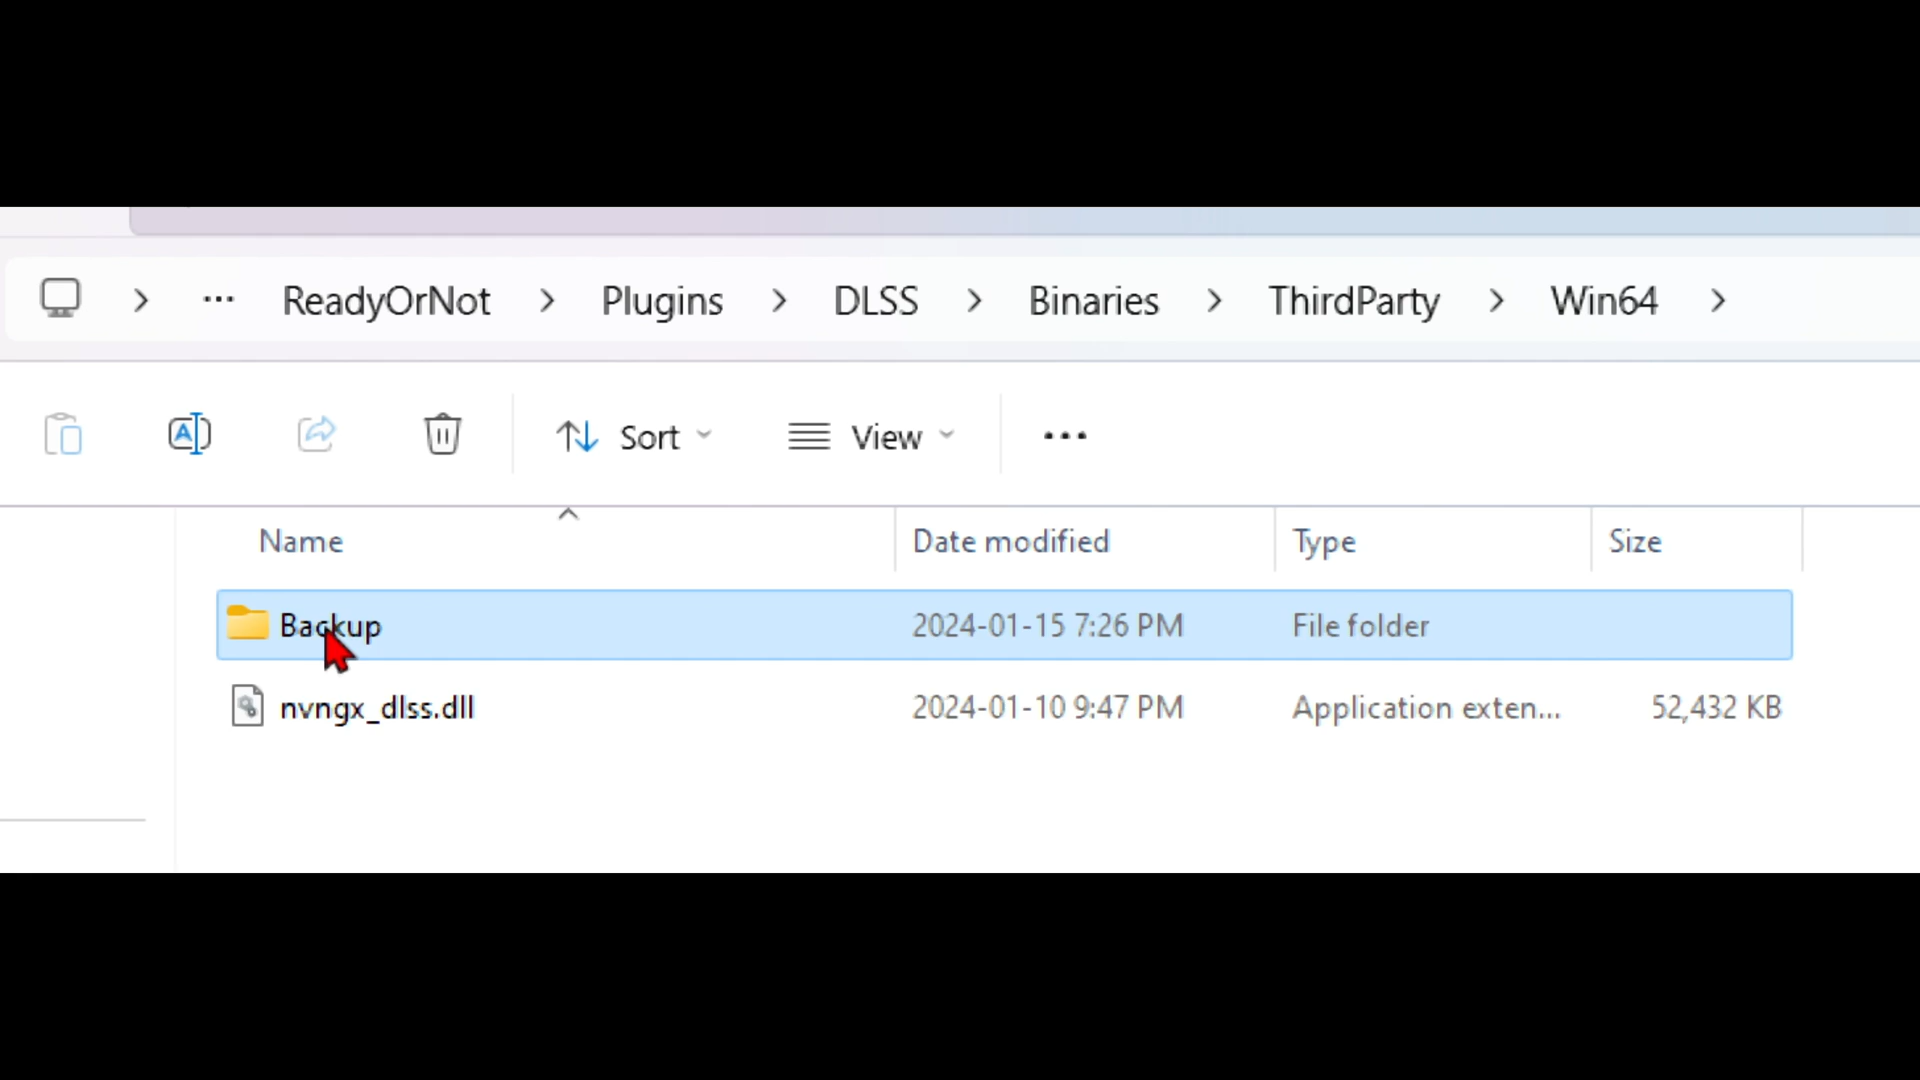 ... ReadyOrNot > Plugins > DLSS > Binaries > ThirdParty > Win64 >
Sort View ...
Name Date modified Type Size
Backup 2024-01-15 7:26 PM File folder
nvngx_dlss.dll 2024-01-10 9:47 PM Application exten... 52,432 KB